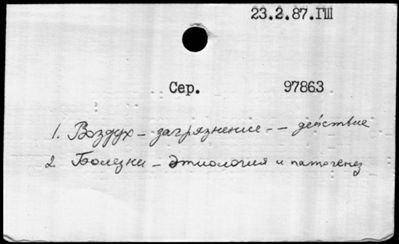 23.2.87.ГШ
Сер. 97863
1. Воздух – загрязнение – – действие
2. Болезни – Этиология и патогенез